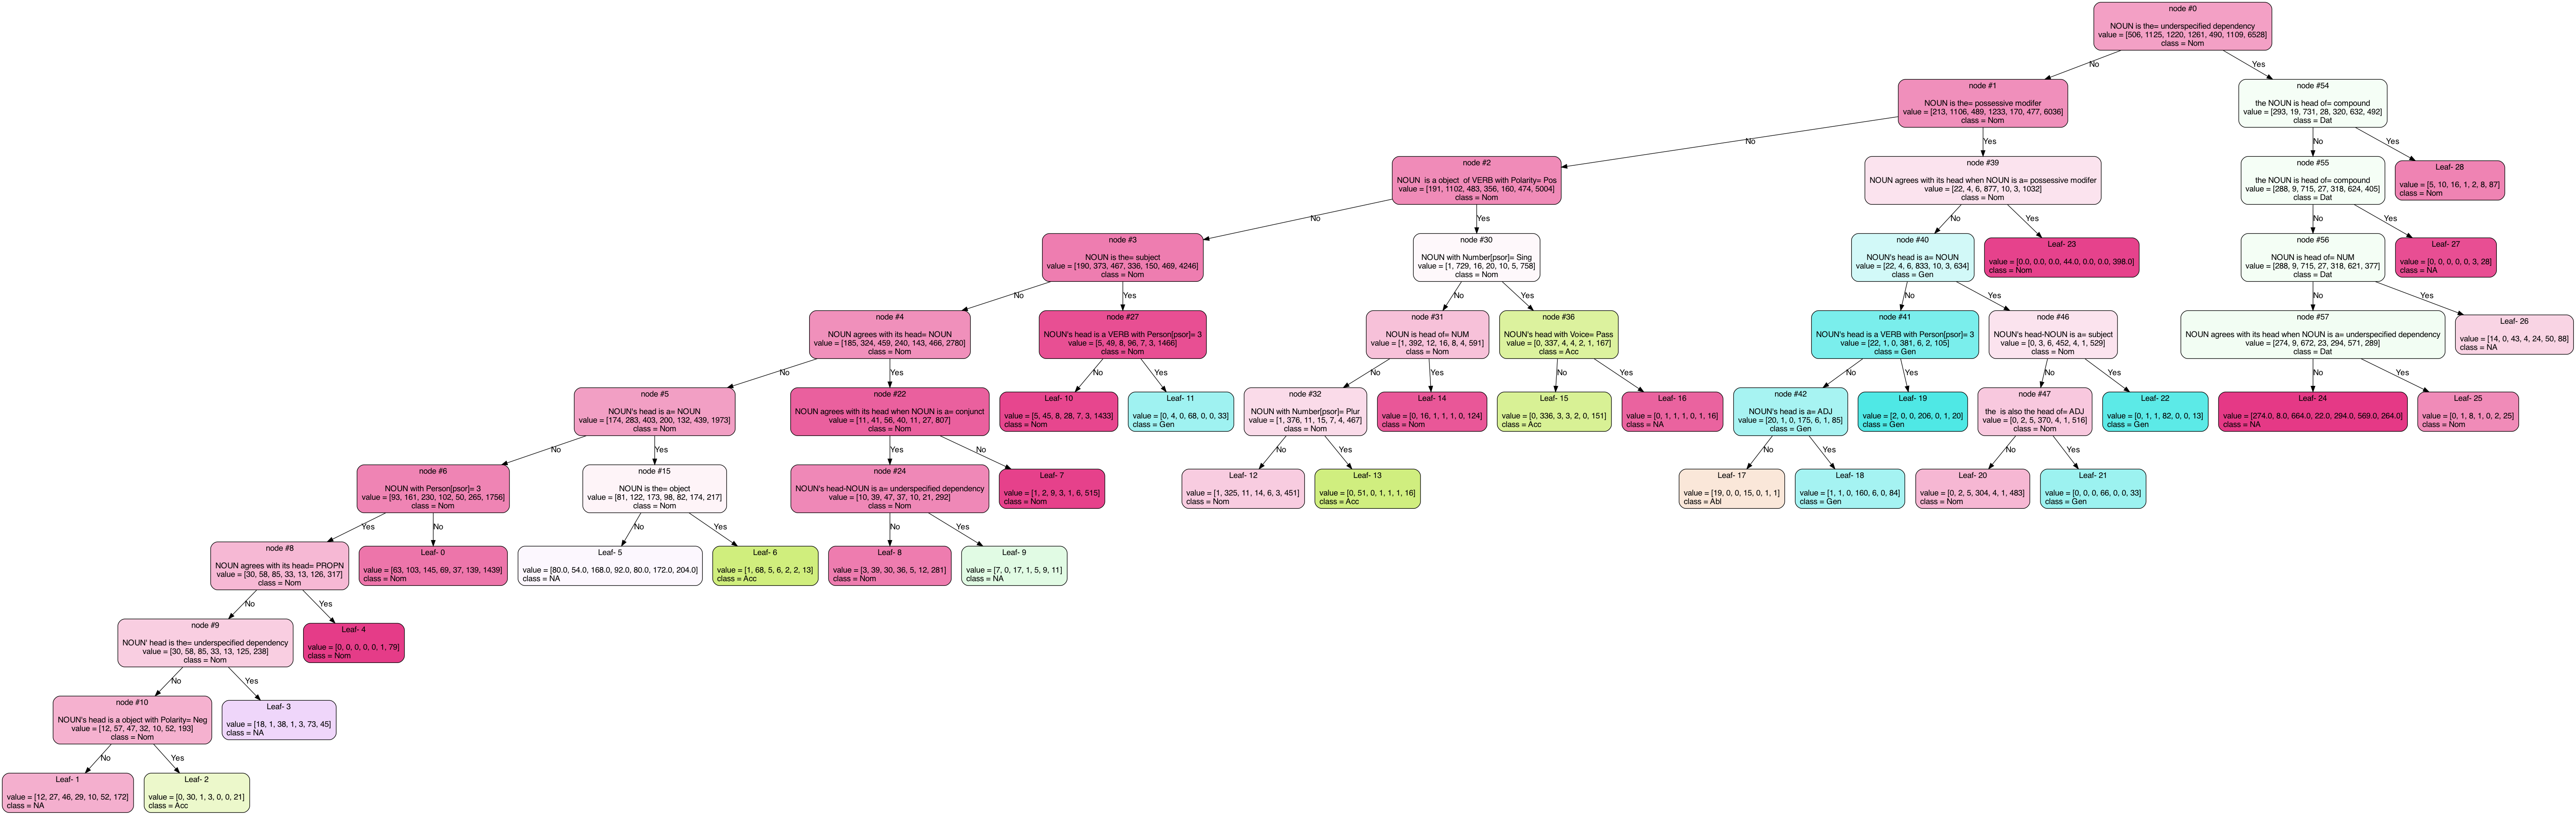 node #0
NOUN is the= underspecified dependency
value = [506, 1125, 1220, 1261, 490, 1109, 6528]
class = Nom
No
Yes
node #1
NOUN is the= possessive modifer
value = [213, 1106, 489, 1233, 170, 477, 6036]
class = Nom
node #54
the NOUN is head of= compound
value = [293, 19, 731, 28, 320, 632, 492]
class = Dat
No
Yes
No
Yes
node #2
NOUN  is a object  of VERB with Polarity= Pos
value = [191, 1102, 483, 356, 160, 474, 5004]
class = Nom
node #39
NOUN agrees with its head when NOUN is a= possessive modifer
value = [22, 4, 6, 877, 10, 3, 1032]
class = Nom
node #55
the NOUN is head of= compound
value = [288, 9, 715, 27, 318, 624, 405]
class = Dat
Leaf- 28
value = [5, 10, 16, 1, 2, 8, 87]
class = Nom
No
Yes
No
Yes
No
Yes
node #3
NOUN is the= subject
value = [190, 373, 467, 336, 150, 469, 4246]
class = Nom
node #30
NOUN with Number[psor]= Sing
value = [1, 729, 16, 20, 10, 5, 758]
class = Nom
node #40
NOUN's head is a= NOUN
value = [22, 4, 6, 833, 10, 3, 634]
class = Gen
Leaf- 23
value = [0.0, 0.0, 0.0, 44.0, 0.0, 0.0, 398.0]
class = Nom
node #56
NOUN is head of= NUM
value = [288, 9, 715, 27, 318, 621, 377]
class = Dat
Leaf- 27
value = [0, 0, 0, 0, 0, 3, 28]
class = NA
No
Yes
No
Yes
No
Yes
No
Yes
node #4
NOUN agrees with its head= NOUN
value = [185, 324, 459, 240, 143, 466, 2780]
class = Nom
node #27
NOUN's head is a VERB with Person[psor]= 3
value = [5, 49, 8, 96, 7, 3, 1466]
class = Nom
node #31
NOUN is head of= NUM
value = [1, 392, 12, 16, 8, 4, 591]
class = Nom
node #36
NOUN's head with Voice= Pass
value = [0, 337, 4, 4, 2, 1, 167]
class = Acc
node #41
NOUN's head is a VERB with Person[psor]= 3
value = [22, 1, 0, 381, 6, 2, 105]
class = Gen
node #46
NOUN's head-NOUN is a= subject
value = [0, 3, 6, 452, 4, 1, 529]
class = Nom
node #57
NOUN agrees with its head when NOUN is a= underspecified dependency
value = [274, 9, 672, 23, 294, 571, 289]
class = Dat
Leaf- 26
value = [14, 0, 43, 4, 24, 50, 88]
class = NA
No
Yes
No
Yes
No
Yes
No
Yes
No
Yes
No
Yes
No
Yes
node #5
NOUN's head is a= NOUN
value = [174, 283, 403, 200, 132, 439, 1973]
class = Nom
node #22
NOUN agrees with its head when NOUN is a= conjunct
value = [11, 41, 56, 40, 11, 27, 807]
class = Nom
Leaf- 10
value = [5, 45, 8, 28, 7, 3, 1433]
class = Nom
Leaf- 11
value = [0, 4, 0, 68, 0, 0, 33]
class = Gen
node #32
NOUN with Number[psor]= Plur
value = [1, 376, 11, 15, 7, 4, 467]
class = Nom
Leaf- 14
value = [0, 16, 1, 1, 1, 0, 124]
class = Nom
Leaf- 15
value = [0, 336, 3, 3, 2, 0, 151]
class = Acc
Leaf- 16
value = [0, 1, 1, 1, 0, 1, 16]
class = NA
node #42
NOUN's head is a= ADJ
value = [20, 1, 0, 175, 6, 1, 85]
class = Gen
Leaf- 19
value = [2, 0, 0, 206, 0, 1, 20]
class = Gen
node #47
the  is also the head of= ADJ
value = [0, 2, 5, 370, 4, 1, 516]
class = Nom
Leaf- 22
value = [0, 1, 1, 82, 0, 0, 13]
class = Gen
Leaf- 24
value = [274.0, 8.0, 664.0, 22.0, 294.0, 569.0, 264.0]
class = NA
Leaf- 25
value = [0, 1, 8, 1, 0, 2, 25]
class = Nom
No
Yes
Yes
No
No
Yes
No
Yes
No
Yes
node #6
NOUN with Person[psor]= 3
value = [93, 161, 230, 102, 50, 265, 1756]
class = Nom
node #15
NOUN is the= object
value = [81, 122, 173, 98, 82, 174, 217]
class = Nom
node #24
NOUN's head-NOUN is a= underspecified dependency
value = [10, 39, 47, 37, 10, 21, 292]
class = Nom
Leaf- 7
value = [1, 2, 9, 3, 1, 6, 515]
class = Nom
Leaf- 12
value = [1, 325, 11, 14, 6, 3, 451]
class = Nom
Leaf- 13
value = [0, 51, 0, 1, 1, 1, 16]
class = Acc
Leaf- 17
value = [19, 0, 0, 15, 0, 1, 1]
class = Abl
Leaf- 18
value = [1, 1, 0, 160, 6, 0, 84]
class = Gen
Leaf- 20
value = [0, 2, 5, 304, 4, 1, 483]
class = Nom
Leaf- 21
value = [0, 0, 0, 66, 0, 0, 33]
class = Gen
Yes
No
No
Yes
No
Yes
node #8
NOUN agrees with its head= PROPN
value = [30, 58, 85, 33, 13, 126, 317]
class = Nom
Leaf- 0
value = [63, 103, 145, 69, 37, 139, 1439]
class = Nom
Leaf- 5
value = [80.0, 54.0, 168.0, 92.0, 80.0, 172.0, 204.0]
class = NA
Leaf- 6
value = [1, 68, 5, 6, 2, 2, 13]
class = Acc
Leaf- 8
value = [3, 39, 30, 36, 5, 12, 281]
class = Nom
Leaf- 9
value = [7, 0, 17, 1, 5, 9, 11]
class = NA
No
Yes
node #9
NOUN' head is the= underspecified dependency
value = [30, 58, 85, 33, 13, 125, 238]
class = Nom
Leaf- 4
value = [0, 0, 0, 0, 0, 1, 79]
class = Nom
No
Yes
node #10
NOUN's head is a object with Polarity= Neg
value = [12, 57, 47, 32, 10, 52, 193]
class = Nom
Leaf- 3
value = [18, 1, 38, 1, 3, 73, 45]
class = NA
No
Yes
Leaf- 1
value = [12, 27, 46, 29, 10, 52, 172]
class = NA
Leaf- 2
value = [0, 30, 1, 3, 0, 0, 21]
class = Acc